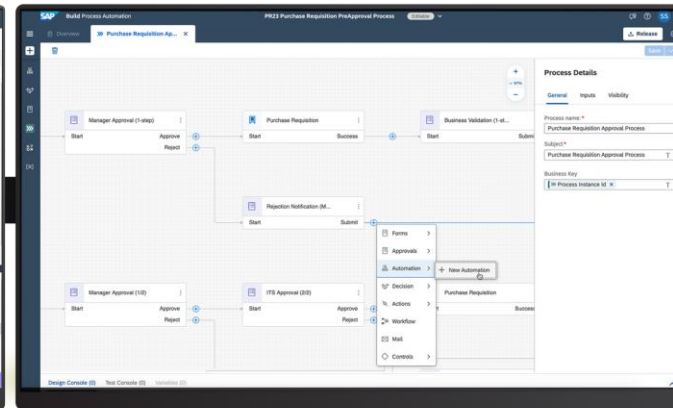 SAP Build Process Automation
PR23 Purchase Requisition PreApproval Process
Editable
SS
Overview
Purchase Requisition Ap... ×
Release
Save
Process Details
General Inputs Visibility
Process name:*
Purchase Requisition Approval Process
Subject:*
Purchase Requisition Approval Process
Business Key
Process Instance Id ×
Manager Approval (1-step)
Start Approve
Reject
Purchase Requisition
Start Success
Business Validation (1-st...
Start Submi
Rejection Notification (M...
Start Submit
Forms
Approvals
Automation
+ New Automation
Decision
Actions
Workflow
Mail
Controls
Manager Approval (1/2)
Start Approve
Reject
ITS Approval (2/2)
Start Approve
Reject
Purchase Requisition
Success
Design Console (0) Test Console (0) Variables (0)